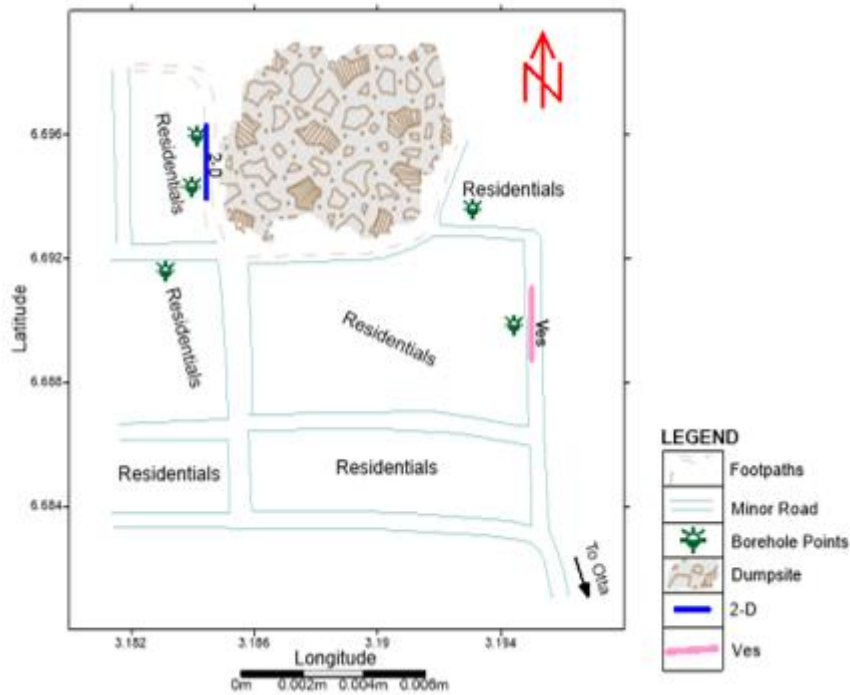 6.696
6.692
6.688
6.684
Latitude
3.182
3.186
3.19
3.194
Longitude
0m
0.002m
0.004m
0.006m
Residentials
2-D
Residentials
Residentials
Residentials
Ves
Residentials
Residentials
To Otta
LEGEND
Footpaths
Minor Road
Borehole Points
Dumpsite
2-D
Ves